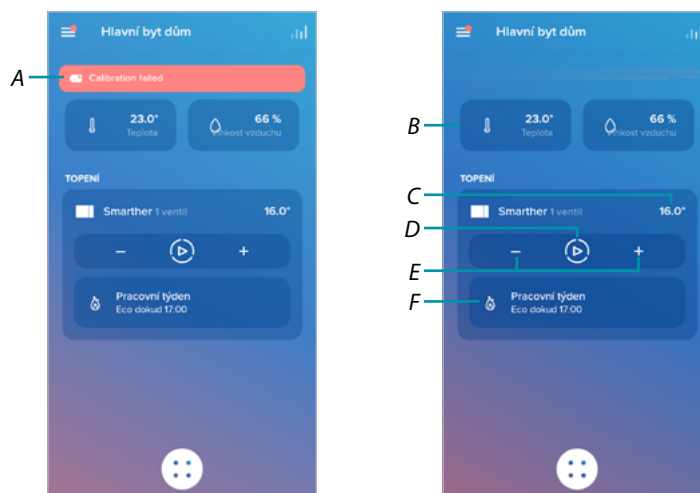 Hlavní byt dům
A
Calibration failed
23.0°
Teplota
66 %
Vlhkost vzduchu
TOPENÍ
Smarther 1 ventil
16.0°
– +
Pracovní týden
Eco dokud 17:00
Hlavní byt dům
B
23.0°
Teplota
66 %
Vlhkost vzduchu
TOPENÍ
C
Smarther 1 ventil
16.0°
D
– +
E
F
Pracovní týden
Eco dokud 17:00